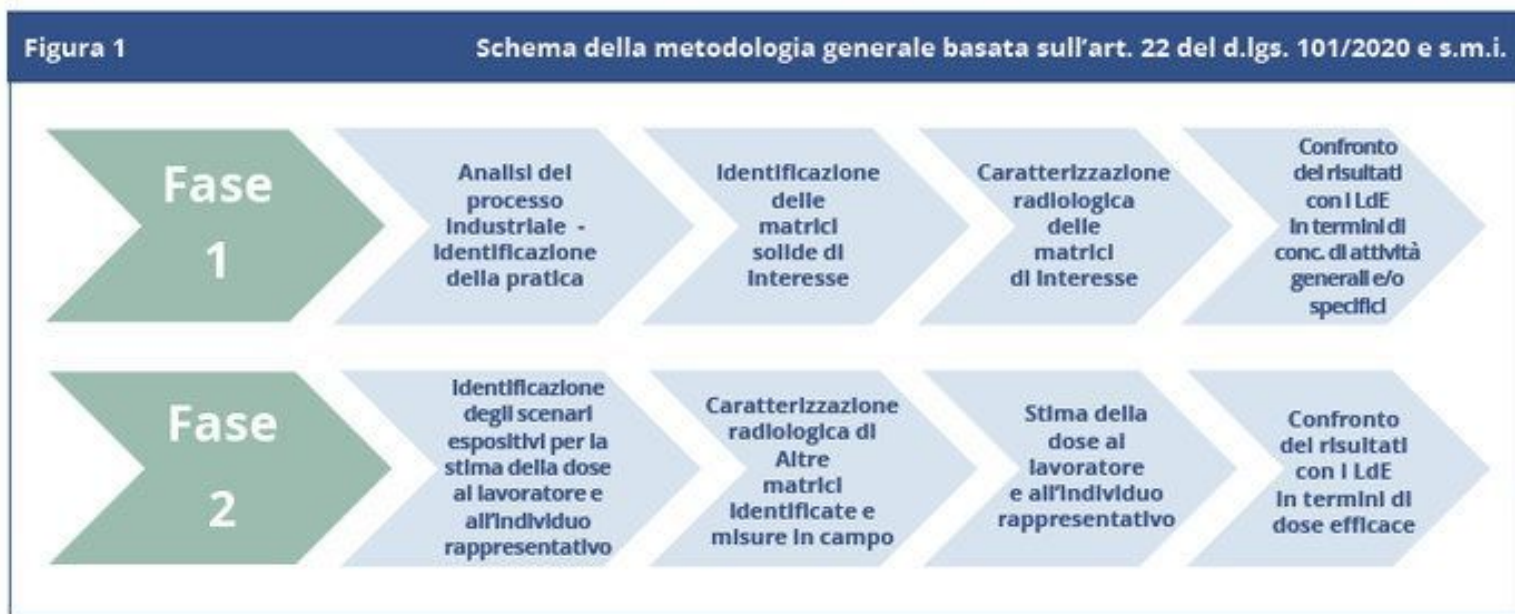 Figura 1
Schema della metodologia generale basata sull'art. 22 del d.lgs. 101/2020 e s.m.i.
Fase
1
Analisi del
processo
industriale -
identificazione
della pratica
Identificazione
delle
matrici
solide di
interesse
Caratterizzazione
radiologica
delle
matrici
di interesse
Confronto
dei risultati
con i LdE
in termini di
conc. di attività
generali e/o
specifici
Fase
2
Identificazione
degli scenari
espositivi per la
stima della dose
al lavoratore e
all'individuo
rappresentativo
Caratterizzazione
radiologica di
Altre
matrici
identificate e
misure in campo
Stima della
dose al
lavoratore
e all'individuo
rappresentativo
Confronto
dei risultati
con i LdE
in termini di
dose efficace